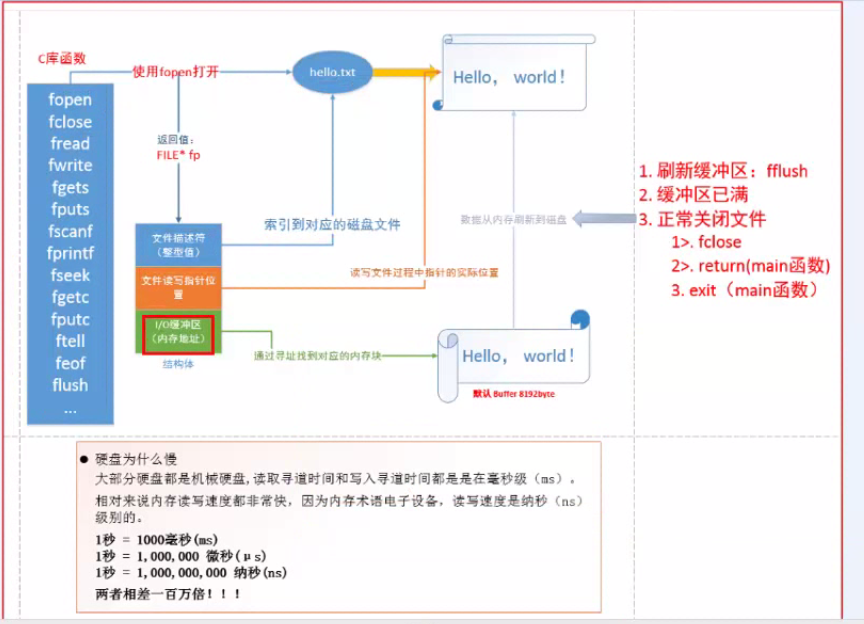 C库函数
fopen
fclose
fread
fwrite
fgets
fputs
fscanf
fprintf
fseek
fgetc
fputc
ftell
feof
flush
...
使用fopen打开
hello.txt
Hello， world！
返回值：
FILE* fp
文件描述符
（整型值）
索引到对应的磁盘文件
文件读写指针位
置
读写文件过程中指针的实际位置
I/O缓冲区
（内存地址）
结构体
通过寻址找到对应的内存块
数据从内存刷新到磁盘
Hello， world！
默认 Buffer 8192byte
1. 刷新缓冲区：fflush
2. 缓冲区已满
3. 正常关闭文件
1>. fclose
2>. return(main函数)
3. exit（main函数）
● 硬盘为什么慢
大部分硬盘都是机械硬盘,读取寻道时间和写入寻道时间都是是在毫秒级（ms）。
相对来说内存读写速度都非常快，因为内存术语电子设备，读写速度是纳秒（ns）
级别的。
1秒 = 1000毫秒(ms)
1秒 = 1,000,000 微秒(μs)
1秒 = 1,000,000,000 纳秒(ns)
两者相差一百万倍！！！